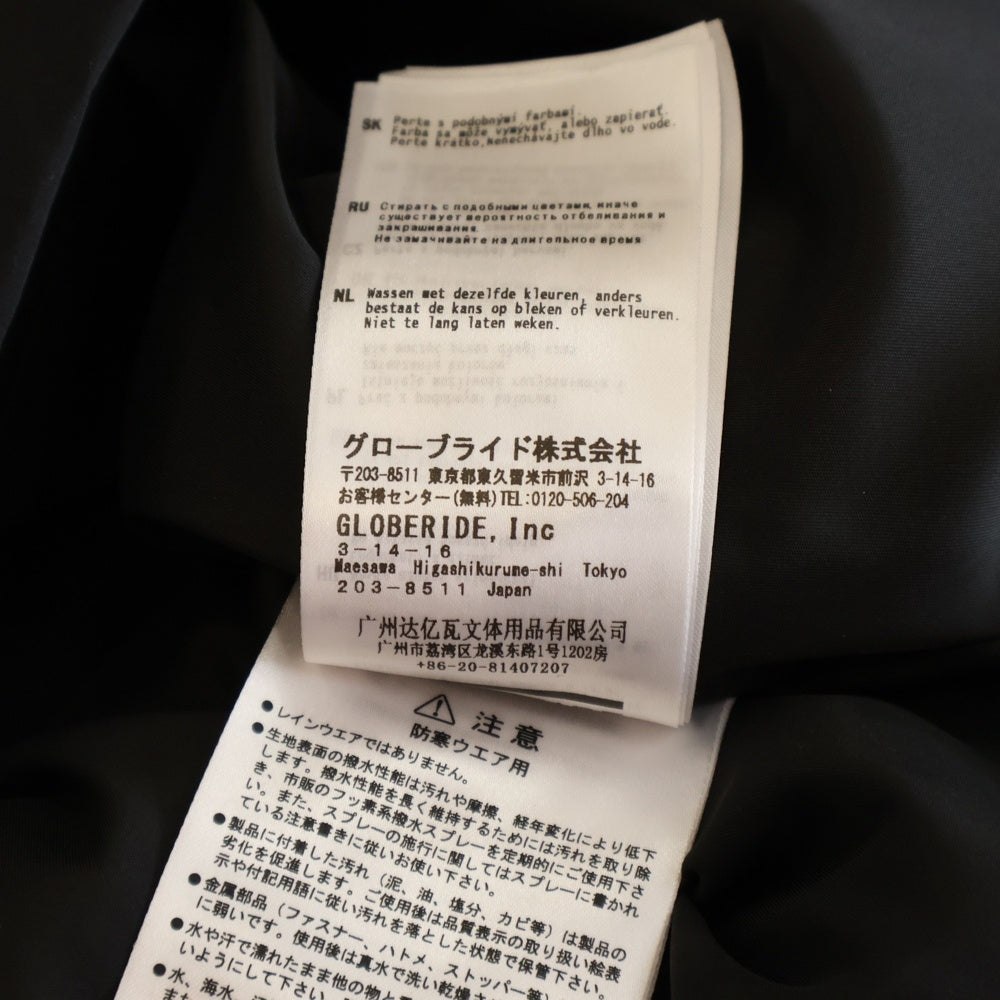 SK Perte s podobnými farbami.
Farba sa môže vymývať, alebo zapierať.
Perte krátko,Nenechávajte dlho vo vode.
RU Стирать с подобными цветами, иначе
существует вероятность отбеливания и
закрашивания.
Не замачивайте на длительное время
NL Wassen met dezelfde kleuren, anders
bestaat de kans op bleken of verkleuren.
Niet te lang laten weken.
グローブライド株式会社
〒203-8511 東京都東久留米市前沢 3-14-16
お客様センター(無料)TEL:0120-506-204
GLOBERIDE, Inc
3-14-16
Maesawa Higashikurume-shi Tokyo
203-8511 Japan
广州达亿瓦文体用品有限公司
广州市荔湾区龙溪东路1号1202房
+86-20-81407207
⚠ 注意
防寒ウエア用
●レインウエアではありません。
●生地表面の撥水性能は汚れや摩擦、経年変化により低下
します。撥水性能を長く維持するためには汚れを取り除
き、市販のフッ素系撥水スプレーを定期的にご使用下さ
い。また、スプレーの施行に関してはスプレーに書かれ
ている注意書きに従いお使い下さい。
●製品に付着した汚れ（泥、油、塩分、カビ等）は製品の
劣化を促進します。ご使用後は品質表示の取り扱い絵表
示や付記用語に従い汚れを落とした状態で保管下さい。
●金属部品（ファスナー、ハトメ、ストッパー等）
に弱いです。使用後は真水で洗い乾燥さ
●水や汗で濡れたまま他の物と
いようにして下さい。
●水、海水、
また